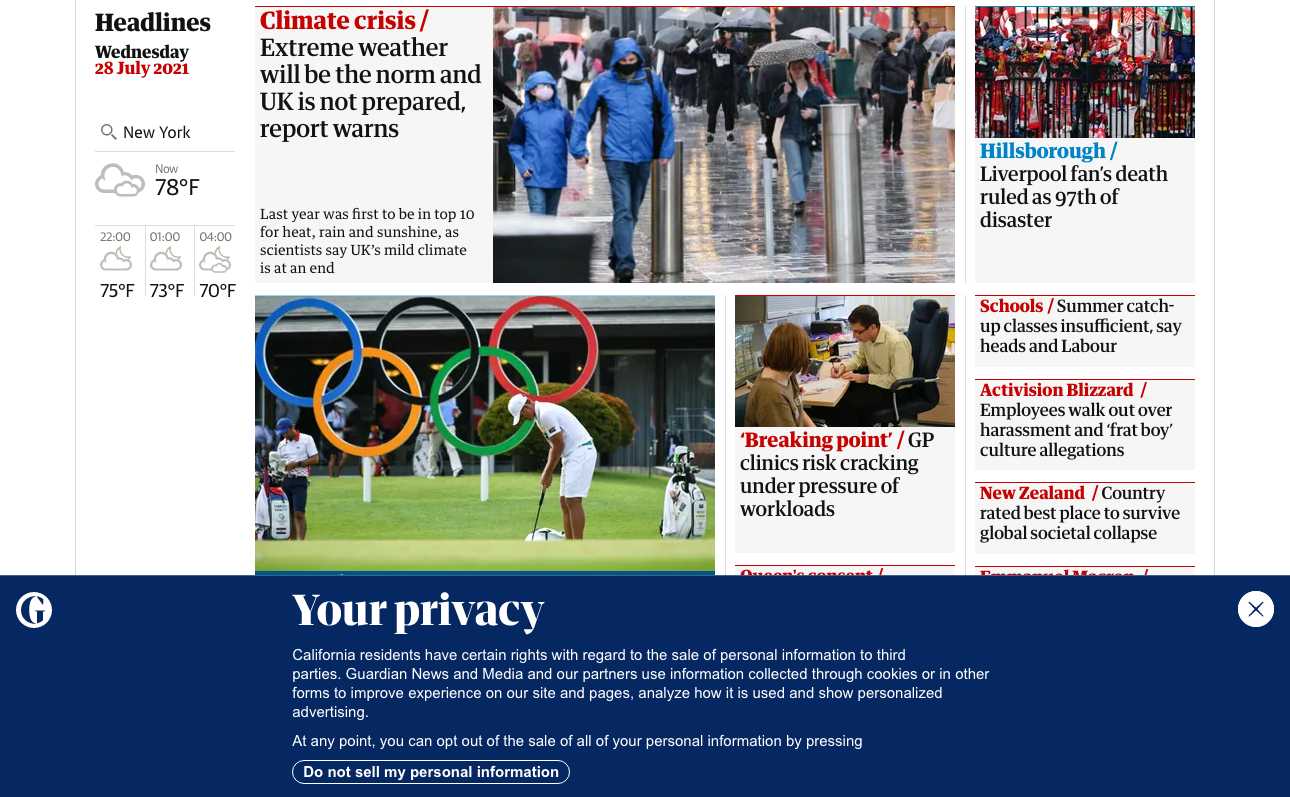 Headlines
Wednesday
28 July 2021
New York
Now
78°F
22:00
01:00
04:00
75°F
73°F
70°F
Climate crisis /
Extreme weather
will be the norm and
UK is not prepared,
report warns
Last year was first to be in top 10
for heat, rain and sunshine, as
scientists say UK's mild climate
is at an end
Hillsborough /
Liverpool fan's death
ruled as 97th of
disaster
‘Breaking point’ / GP
clinics risk cracking
under pressure of
workloads
Queen's consent /
Schools / Summer catch-
up classes insufficient, say
heads and Labour
Activision Blizzard /
Employees walk out over
harassment and ‘frat boy’
culture allegations
New Zealand / Country
rated best place to survive
global societal collapse
Emmanuel Macron /
Your privacy
California residents have certain rights with regard to the sale of personal information to third
parties. Guardian News and Media and our partners use information collected through cookies or in other
forms to improve experience on our site and pages, analyze how it is used and show personalized
advertising.
At any point, you can opt out of the sale of all of your personal information by pressing
Do not sell my personal information